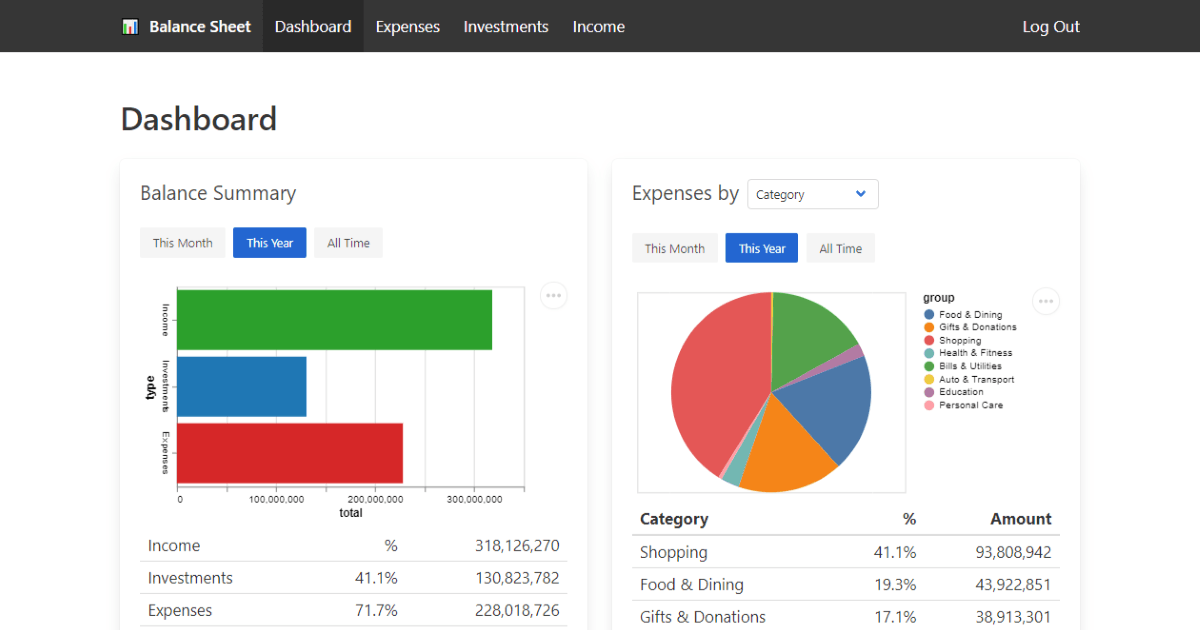 Balance Sheet Dashboard Expenses Investments Income Log Out
Dashboard
Balance Summary
This Month This Year All Time
Income
Investments
Expenses
type
0 100,000,000 200,000,000 300,000,000
total
Income % 318,126,270
Investments 41.1% 130,823,782
Expenses 71.7% 228,018,726
Expenses by Category
This Month This Year All Time
group
Food & Dining
Gifts & Donations
Shopping
Health & Fitness
Bills & Utilities
Auto & Transport
Education
Personal Care
Category % Amount
Shopping 41.1% 93,808,942
Food & Dining 19.3% 43,922,851
Gifts & Donations 17.1% 38,913,301